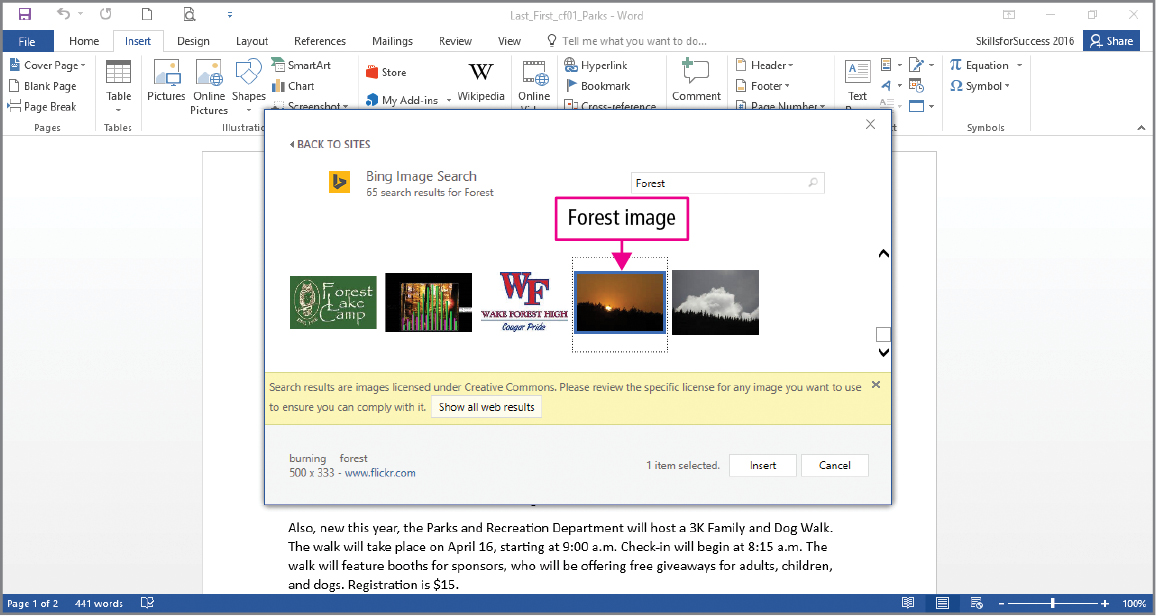 Last_First_cf01_Parks - Word
File Home Insert Design Layout References Mailings Review View Tell me what you want to do... SkillsforSuccess 2016 Share
Cover Page
Blank Page
Page Break
Pages
Table
Tables
Pictures
Online
Pictures
Shapes
SmartArt
Chart
Screenshot
Store
My Add-ins
Wikipedia
Online
Hyperlink
Bookmark
Cross-reference
Comment
Header
Footer
Page Number
Text
Equation
Symbol
Symbols
BACK TO SITES
Bing Image Search
65 search results for Forest
Forest
Forest image
Forest
Lake
Camp
WF
WAKE FOREST HIGH
Cougar Pride
Search results are images licensed under Creative Commons. Please review the specific license for any image you want to use
to ensure you can comply with it. Show all web results
burning forest
500 x 333 - www.flickr.com
1 item selected. Insert Cancel
Also, new this year, the Parks and Recreation Department will host a 3K Family and Dog Walk.
The walk will take place on April 16, starting at 9:00 a.m. Check-in will begin at 8:15 a.m. The
walk will feature booths for sponsors, who will be offering free giveaways for adults, children,
and dogs. Registration is $15.
Page 1 of 2 441 words 100%